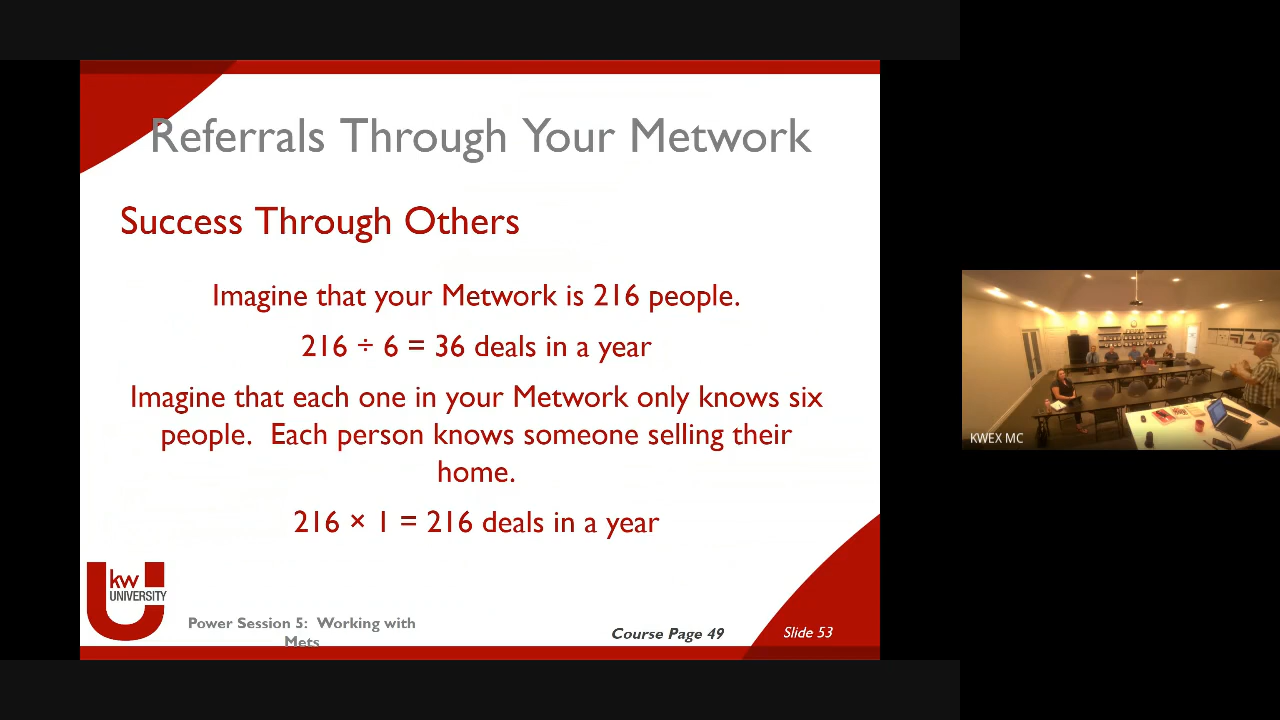 Referrals Through Your Metwork
Success Through Others
Imagine that your Metwork is 216 people.
216 ÷ 6 = 36 deals in a year
Imagine that each one in your Metwork only knows six
people.  Each person knows someone selling their
home.
216 × 1 = 216 deals in a year
kw
UNIVERSITY
Power Session 5:  Working with
Mets
Course Page 49
Slide 53
KWEX MC